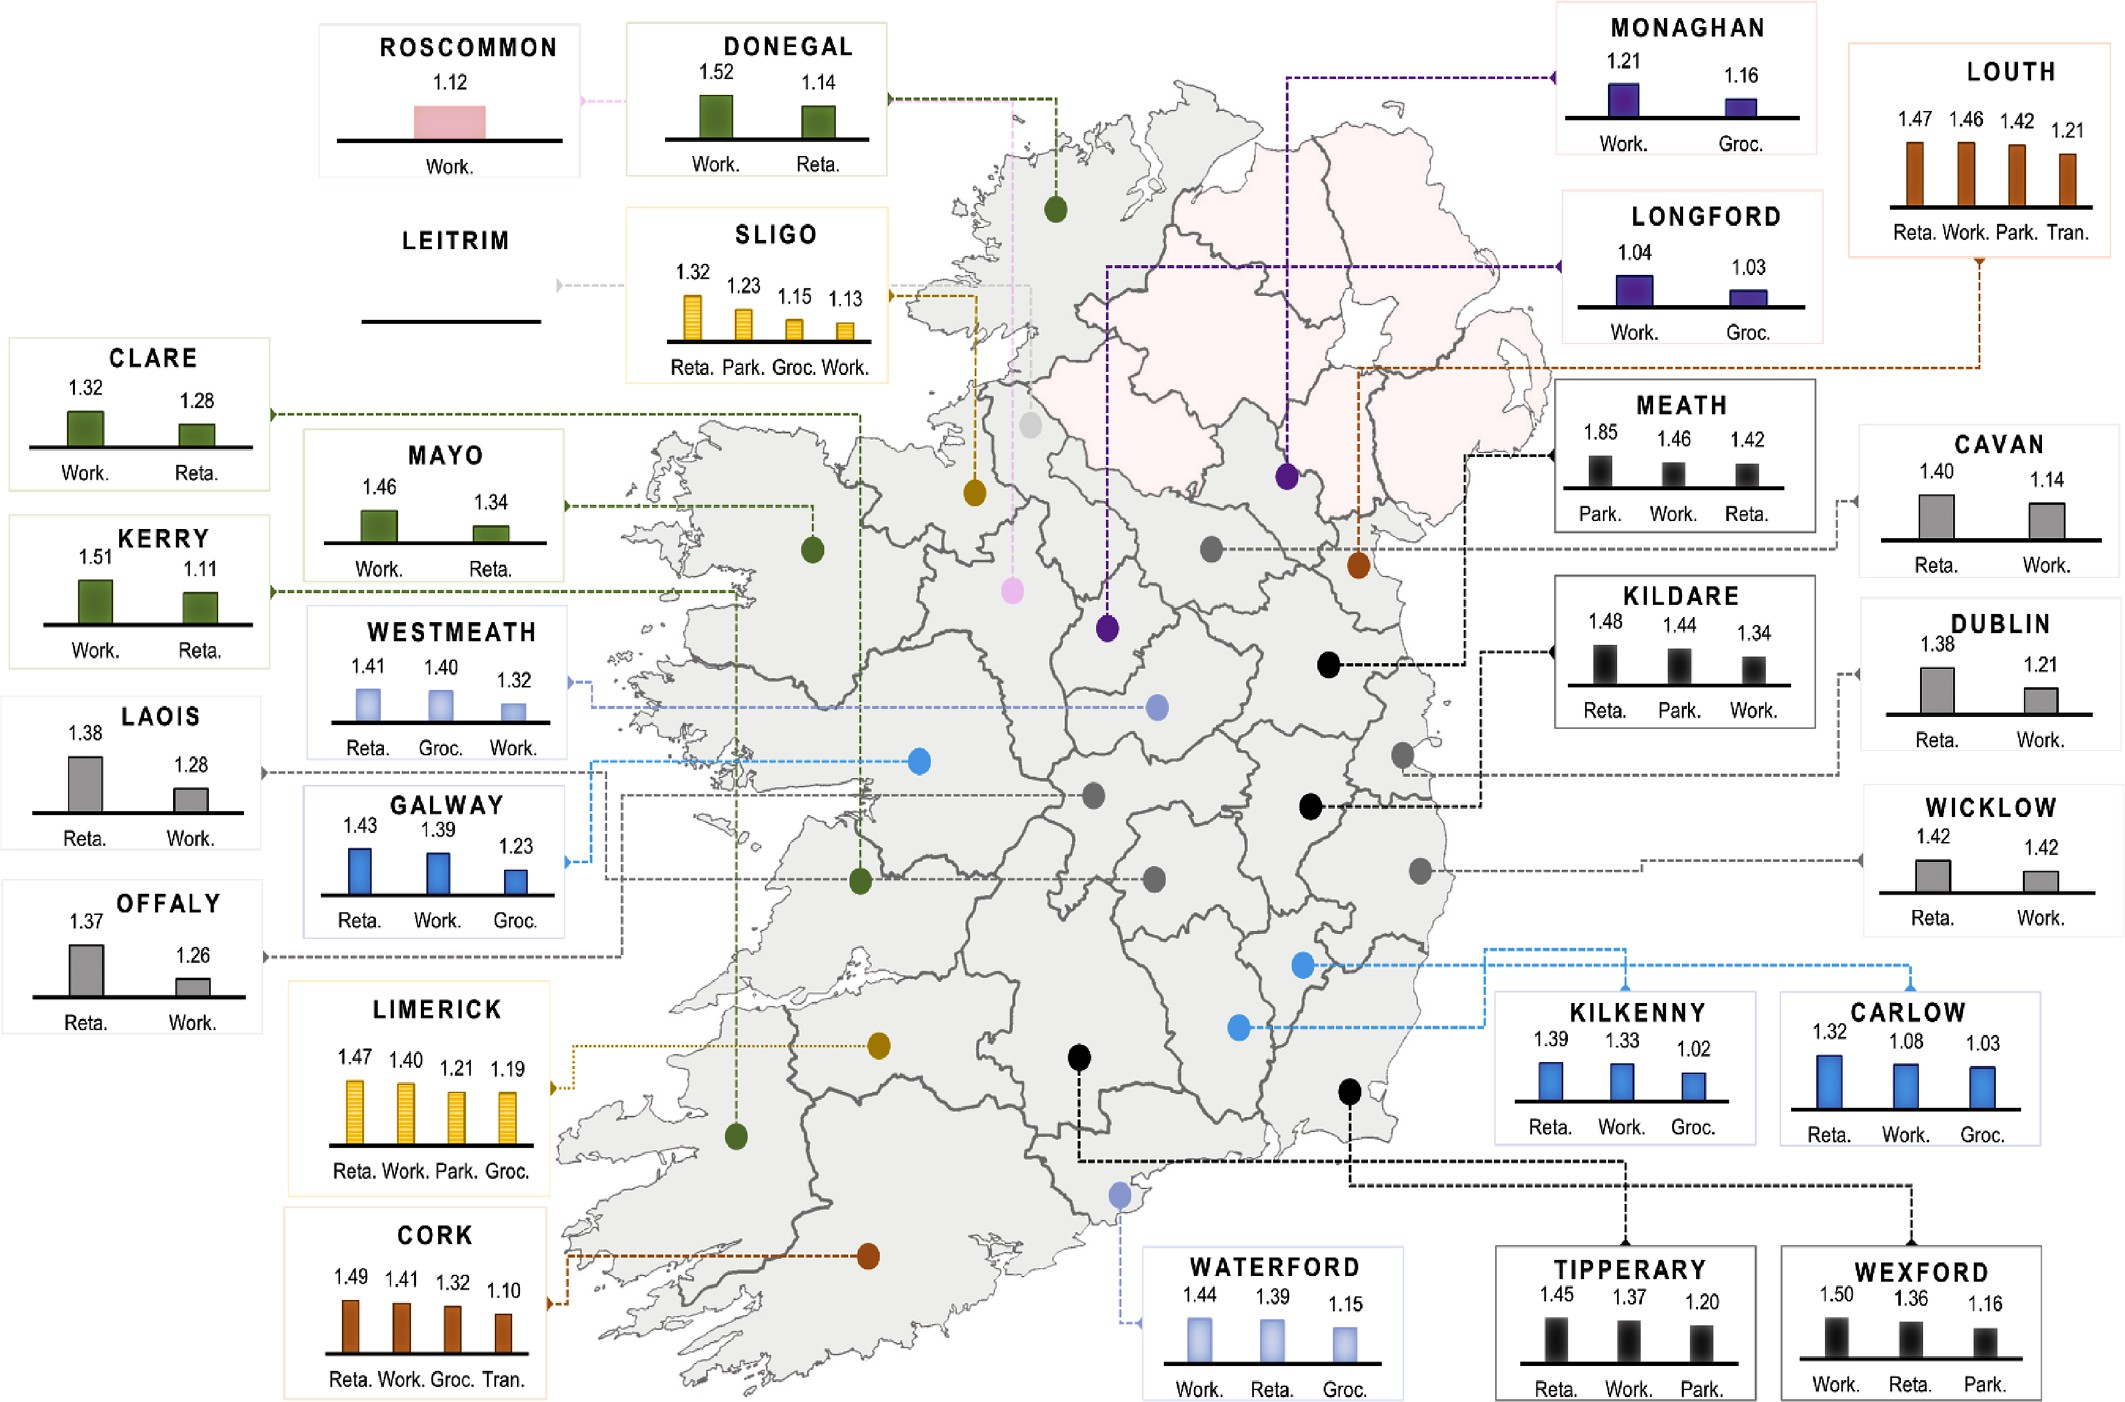 ROSCOMMON
1.12
Work.
DONEGAL
1.52 1.14
Work. Reta.
MONAGHAN
1.21 1.16
Work. Groc.
LOUTH
1.47 1.46 1.42 1.21
Reta. Work. Park. Tran.
LEITRIM
SLIGO
1.32 1.23 1.15 1.13
Reta. Park. Groc. Work.
LONGFORD
1.04 1.03
Work. Groc.
CLARE
1.32 1.28
Work. Reta.
MAYO
1.46 1.34
Work. Reta.
MEATH
1.85 1.46 1.42
Park. Work. Reta.
CAVAN
1.40 1.14
Reta. Work.
KERRY
1.51 1.11
Work. Reta.
WESTMEATH
1.41 1.40 1.32
Reta. Groc. Work.
KILDARE
1.48 1.44 1.34
Reta. Park. Work.
DUBLIN
1.38 1.21
Reta. Work.
LAOIS
1.38 1.28
Reta. Work.
GALWAY
1.43 1.39 1.23
Reta. Work. Groc.
WICKLOW
1.42 1.42
Reta. Work.
OFFALY
1.37 1.26
Reta. Work.
LIMERICK
1.47 1.40 1.21 1.19
Reta. Work. Park. Groc.
KILKENNY
1.39 1.33 1.02
Reta. Work. Groc.
CARLOW
1.32 1.08 1.03
Reta. Work. Groc.
CORK
1.49 1.41 1.32 1.10
Reta. Work. Groc. Tran.
WATERFORD
1.44 1.39 1.15
Work. Reta. Groc.
TIPPERARY
1.45 1.37 1.20
Reta. Work. Park.
WEXFORD
1.50 1.36 1.16
Work. Reta. Park.